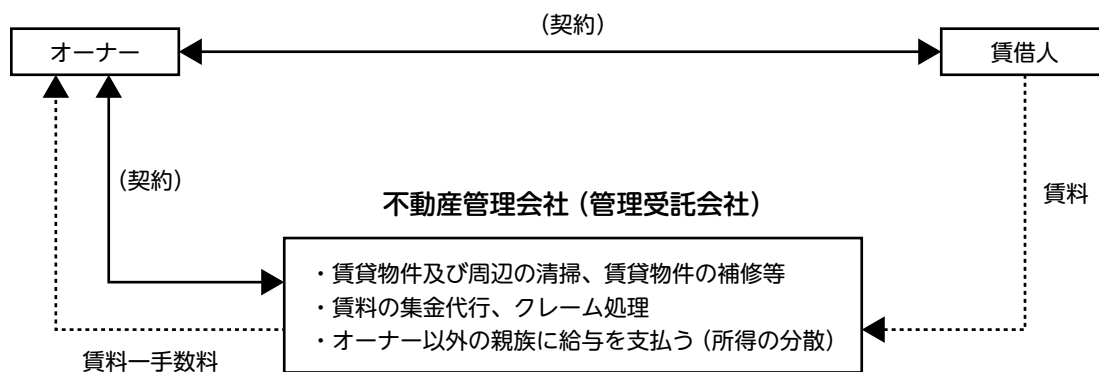 (契約)
オーナー
賃借人
(契約)
賃料
不動産管理会社(管理受託会社)
・賃貸物件及び周辺の清掃、賃貸物件の補修等
・賃料の集金代行、クレーム処理
・オーナー以外の親族に給与を支払う(所得の分散)
賃料ー手数料